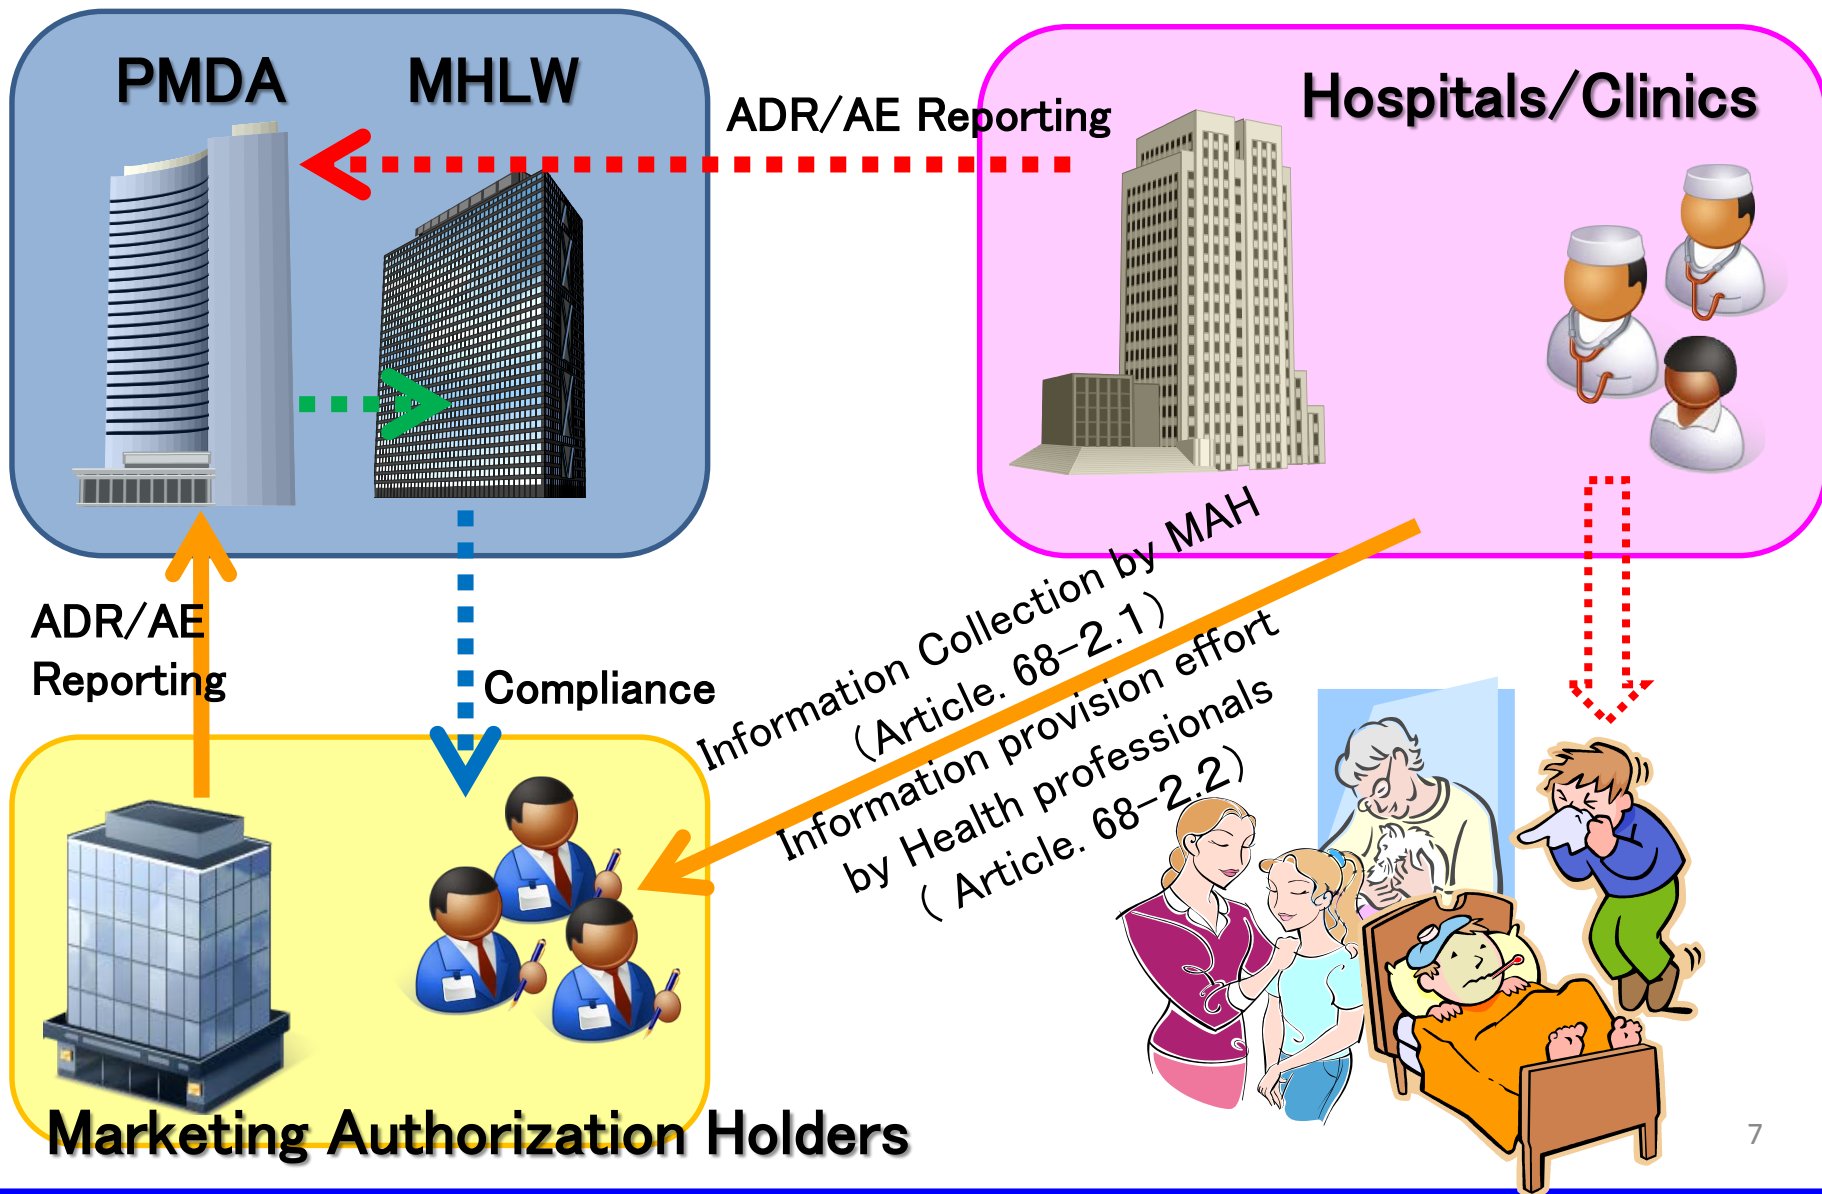 PMDA
MHLW
ADR/AE Reporting
Hospitals/Clinics
ADR/AE
Reporting
Compliance
Information Collection by MAH
(Article. 68-2.1)
Information provision effort
by Health professionals
( Article. 68-2.2)
Marketing Authorization Holders
7